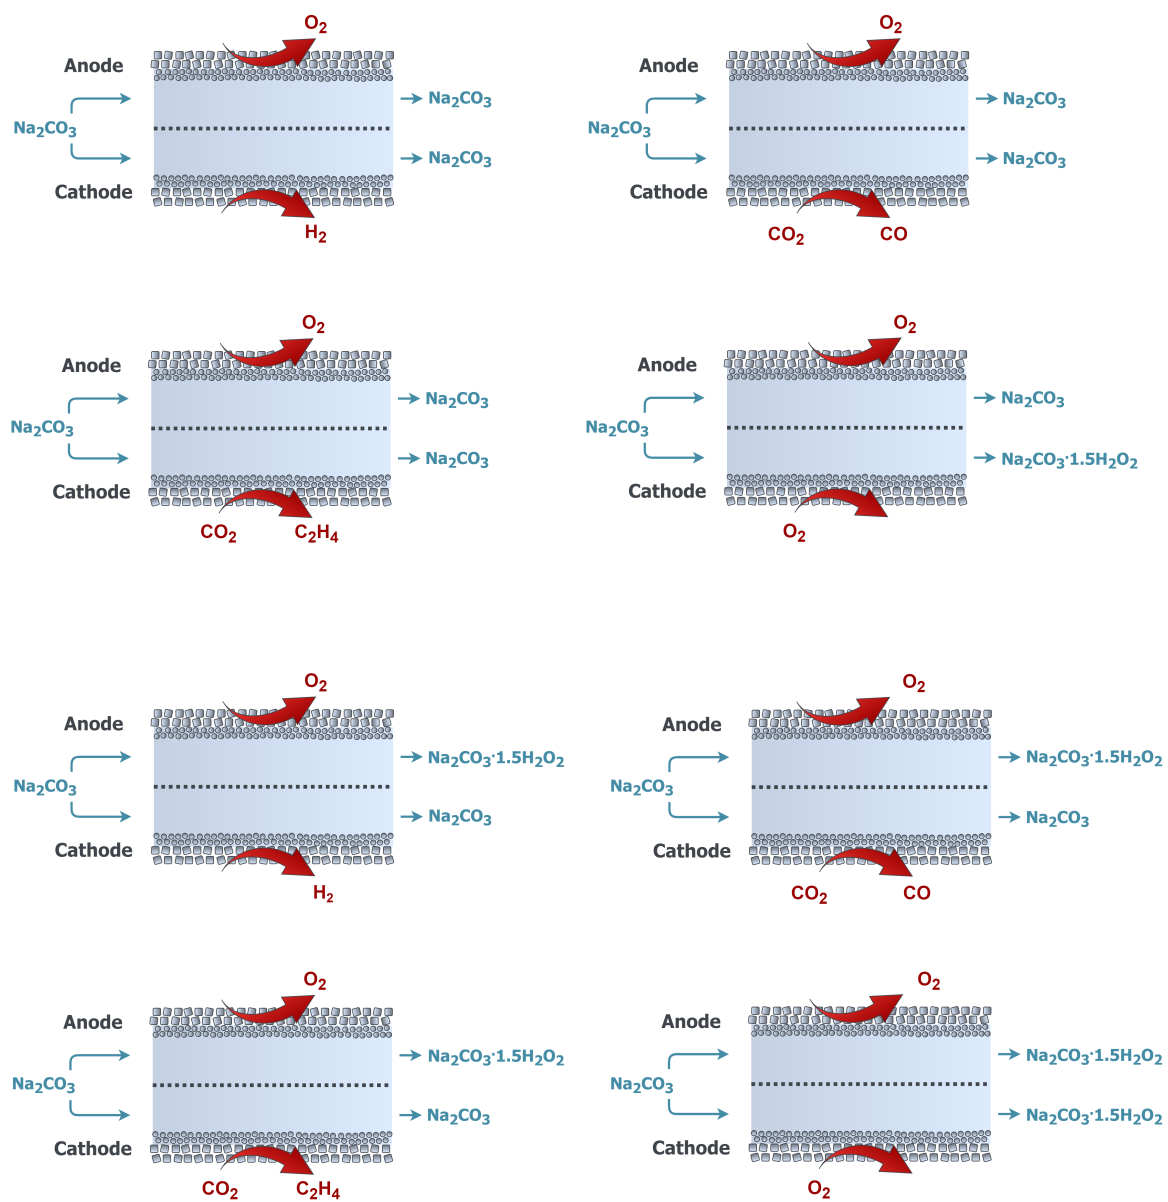 O₂
Anode
Na₂CO₃
Na₂CO₃
Na₂CO₃
Cathode
H₂
O₂
Anode
Na₂CO₃
Na₂CO₃
Na₂CO₃
Cathode
CO₂ CO
O₂
Anode
Na₂CO₃
Na₂CO₃
Na₂CO₃
Cathode
CO₂ C₂H₄
O₂
Anode
Na₂CO₃
Na₂CO₃
Na₂CO₃·1.5H₂O₂
Cathode
O₂
O₂
Anode
Na₂CO₃·1.5H₂O₂
Na₂CO₃
Na₂CO₃
Cathode
H₂
O₂
Anode
Na₂CO₃·1.5H₂O₂
Na₂CO₃
Na₂CO₃
Cathode
CO₂ CO
O₂
Anode
Na₂CO₃·1.5H₂O₂
Na₂CO₃
Na₂CO₃
Cathode
CO₂ C₂H₄
O₂
Anode
Na₂CO₃·1.5H₂O₂
Na₂CO₃
Na₂CO₃·1.5H₂O₂
Cathode
O₂